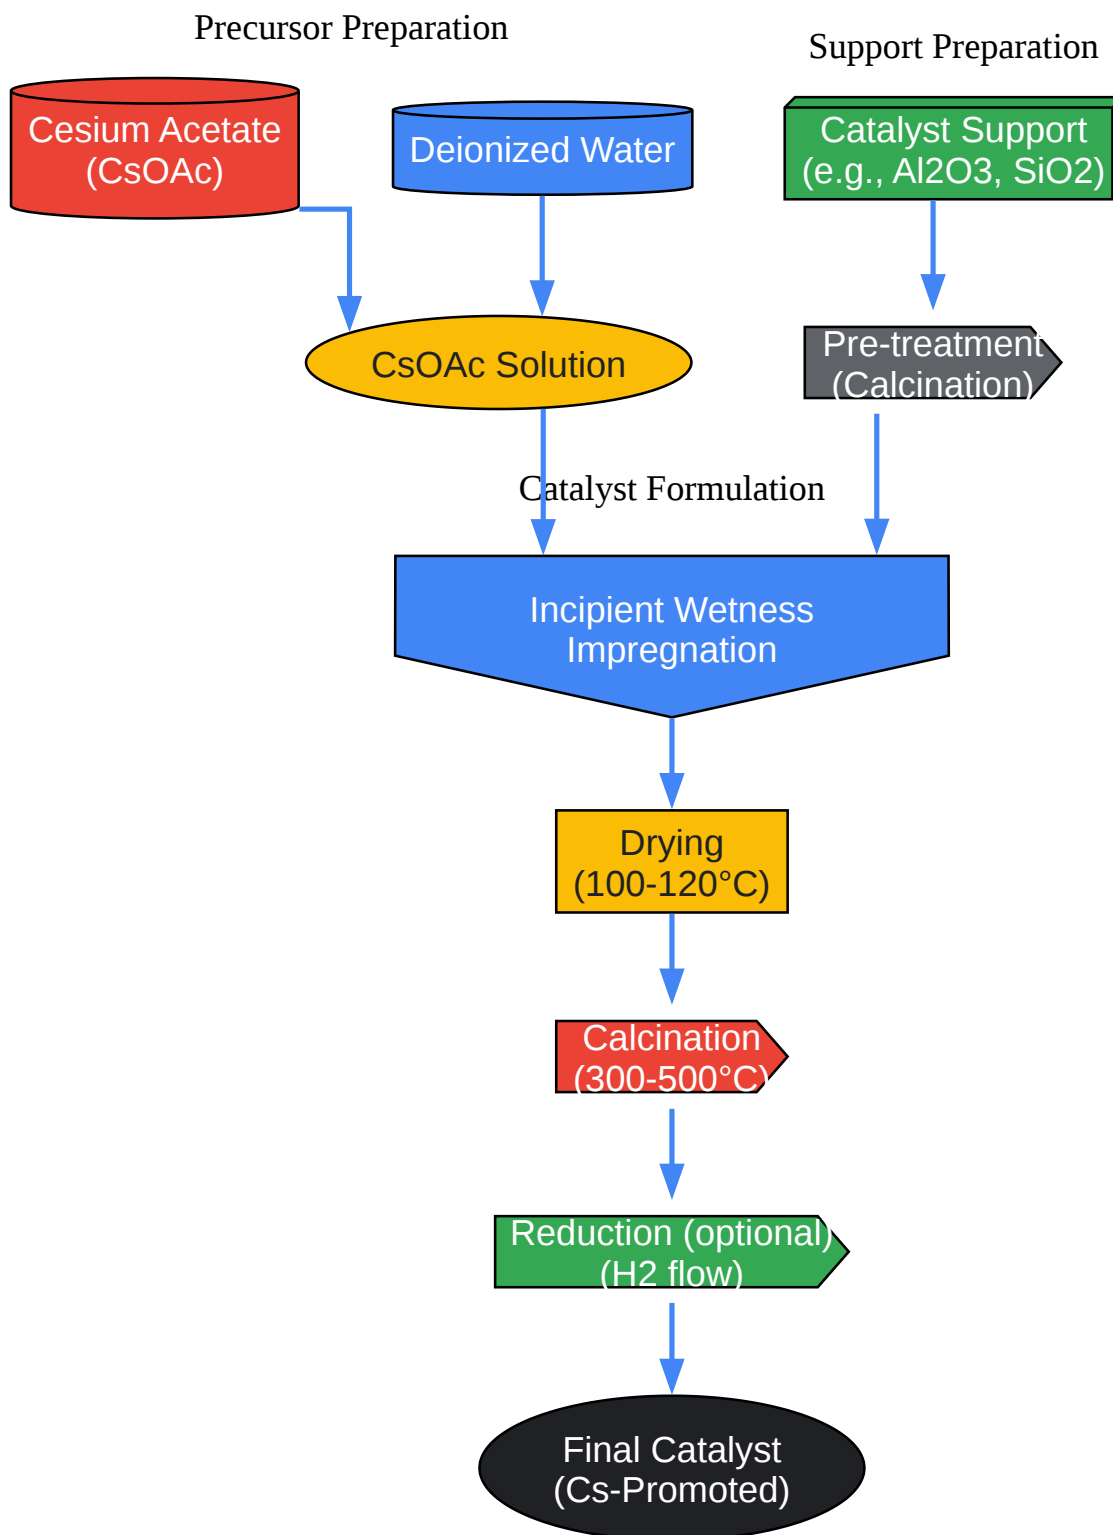 Precursor Preparation
Support Preparation
Cesium Acetate
(CsOAc)
Deionized Water
Catalyst Support
(e.g., Al2O3, SiO2)
CsOAc Solution
Pre-treatment
(Calcination)
Catalyst Formulation
Incipient Wetness
Impregnation
Drying
(100-120°C)
Calcination
(300-500°C)
Reduction (optional)
(H2 flow)
Final Catalyst
(Cs-Promoted)